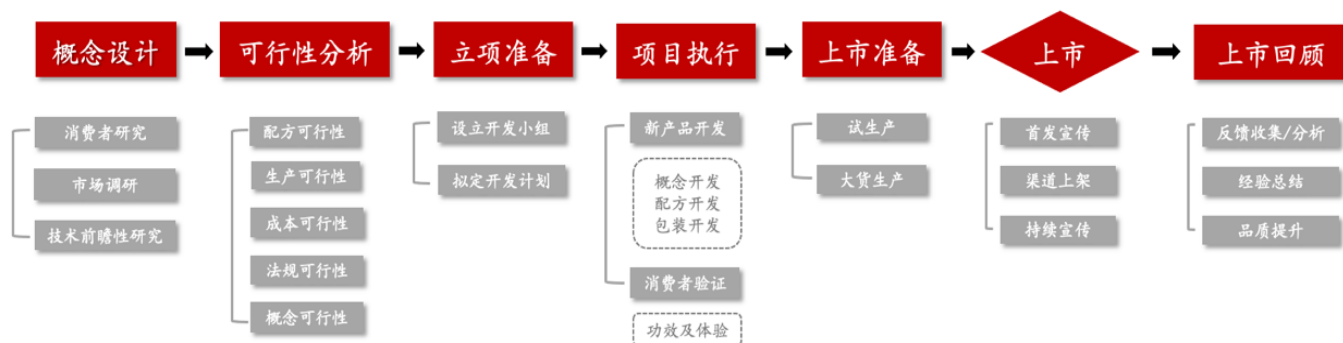 概念设计
可行性分析
立项准备
项目执行
上市准备
上市
上市回顾
消费者研究
市场调研
技术前瞻性研究
配方可行性
生产可行性
成本可行性
法规可行性
概念可行性
设立开发小组
拟定开发计划
新产品开发
概念开发
配方开发
包装开发
消费者验证
功效及体验
试生产
大货生产
首发宣传
渠道上架
持续宣传
反馈收集/分析
经验总结
品质提升